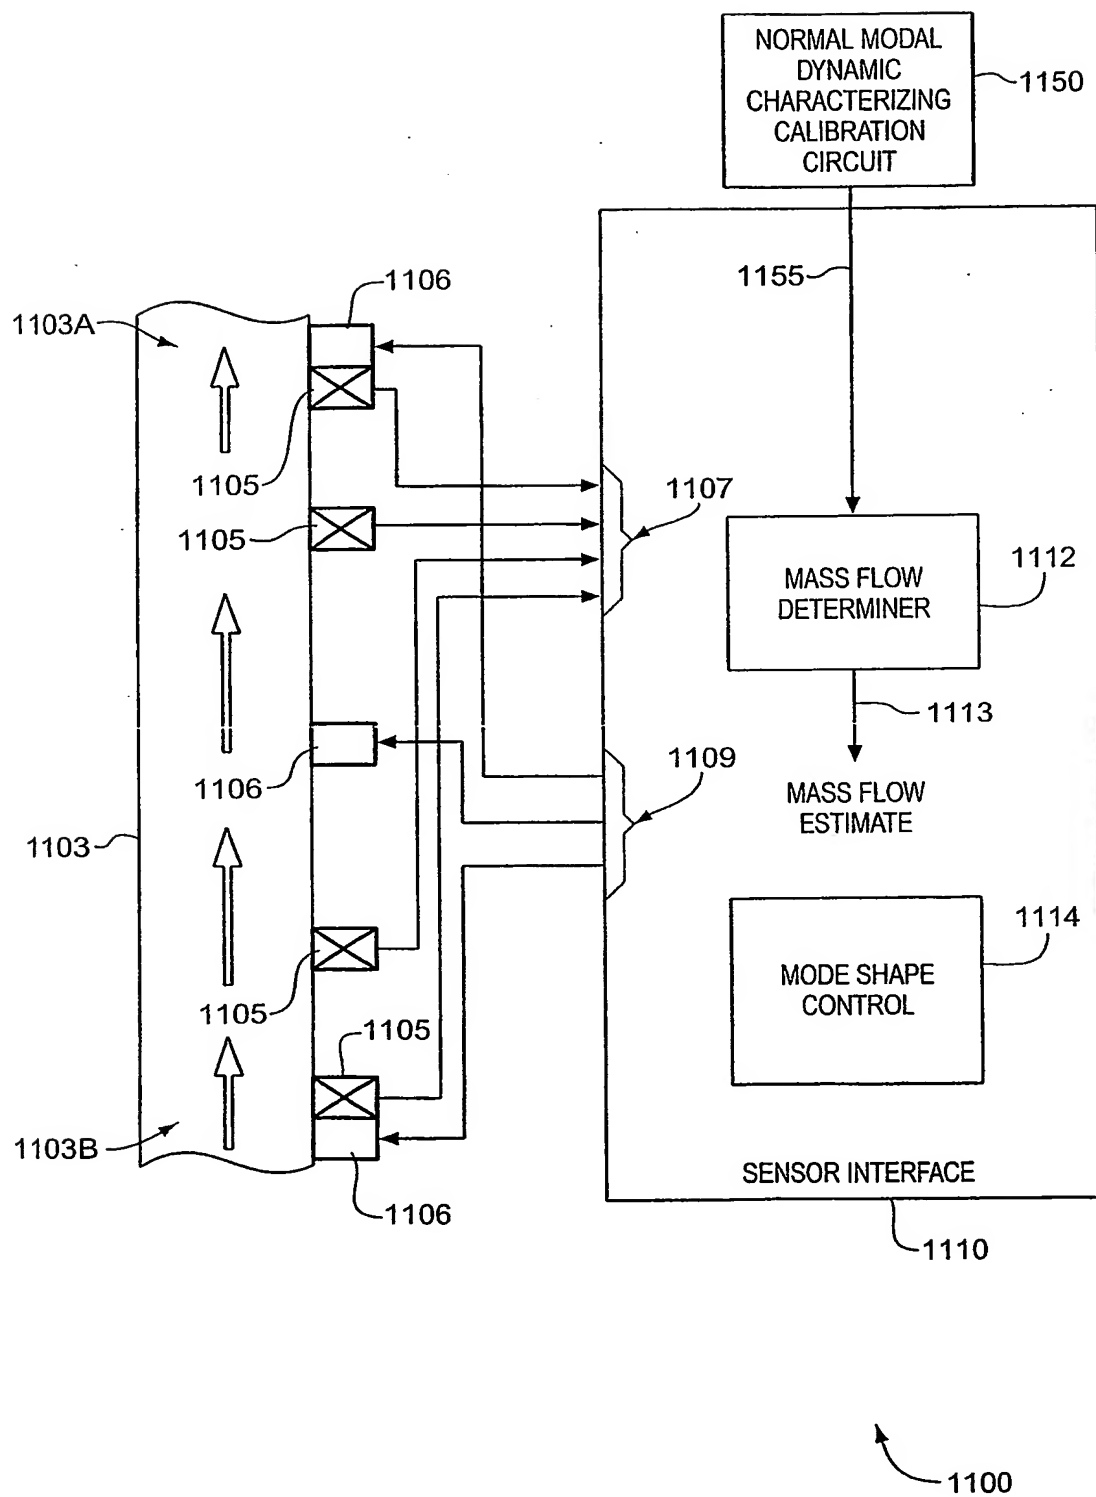 NORMAL MODAL
DYNAMIC
CHARACTERIZING
CALIBRATION
CIRCUIT
1150
1155
1106
1103A
1105
1107
1105
1112
MASS FLOW
DETERMINER
1113
1109
1106
MASS FLOW
ESTIMATE
1103
1114
MODE SHAPE
CONTROL
1105
1105
1103B
SENSOR INTERFACE
1106
1110
1100